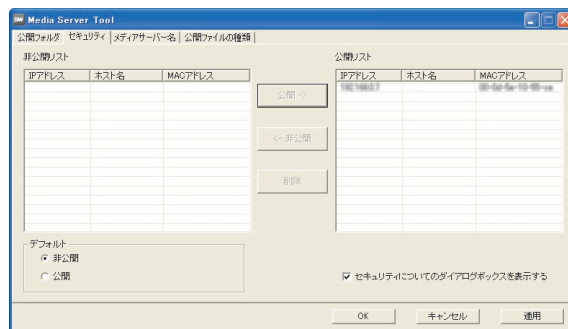 Media Server Tool
公開フォルダ セキュリティ メディアサーバー名 公開ファイルの種類
非公開リスト 公開リスト
IPアドレス ホスト名 MACアドレス IPアドレス ホスト名 MACアドレス
公開->
<-非公開
削除
デフォルト
非公開
公開
セキュリティについてのダイアログボックスを表示する
OK キャンセル 適用